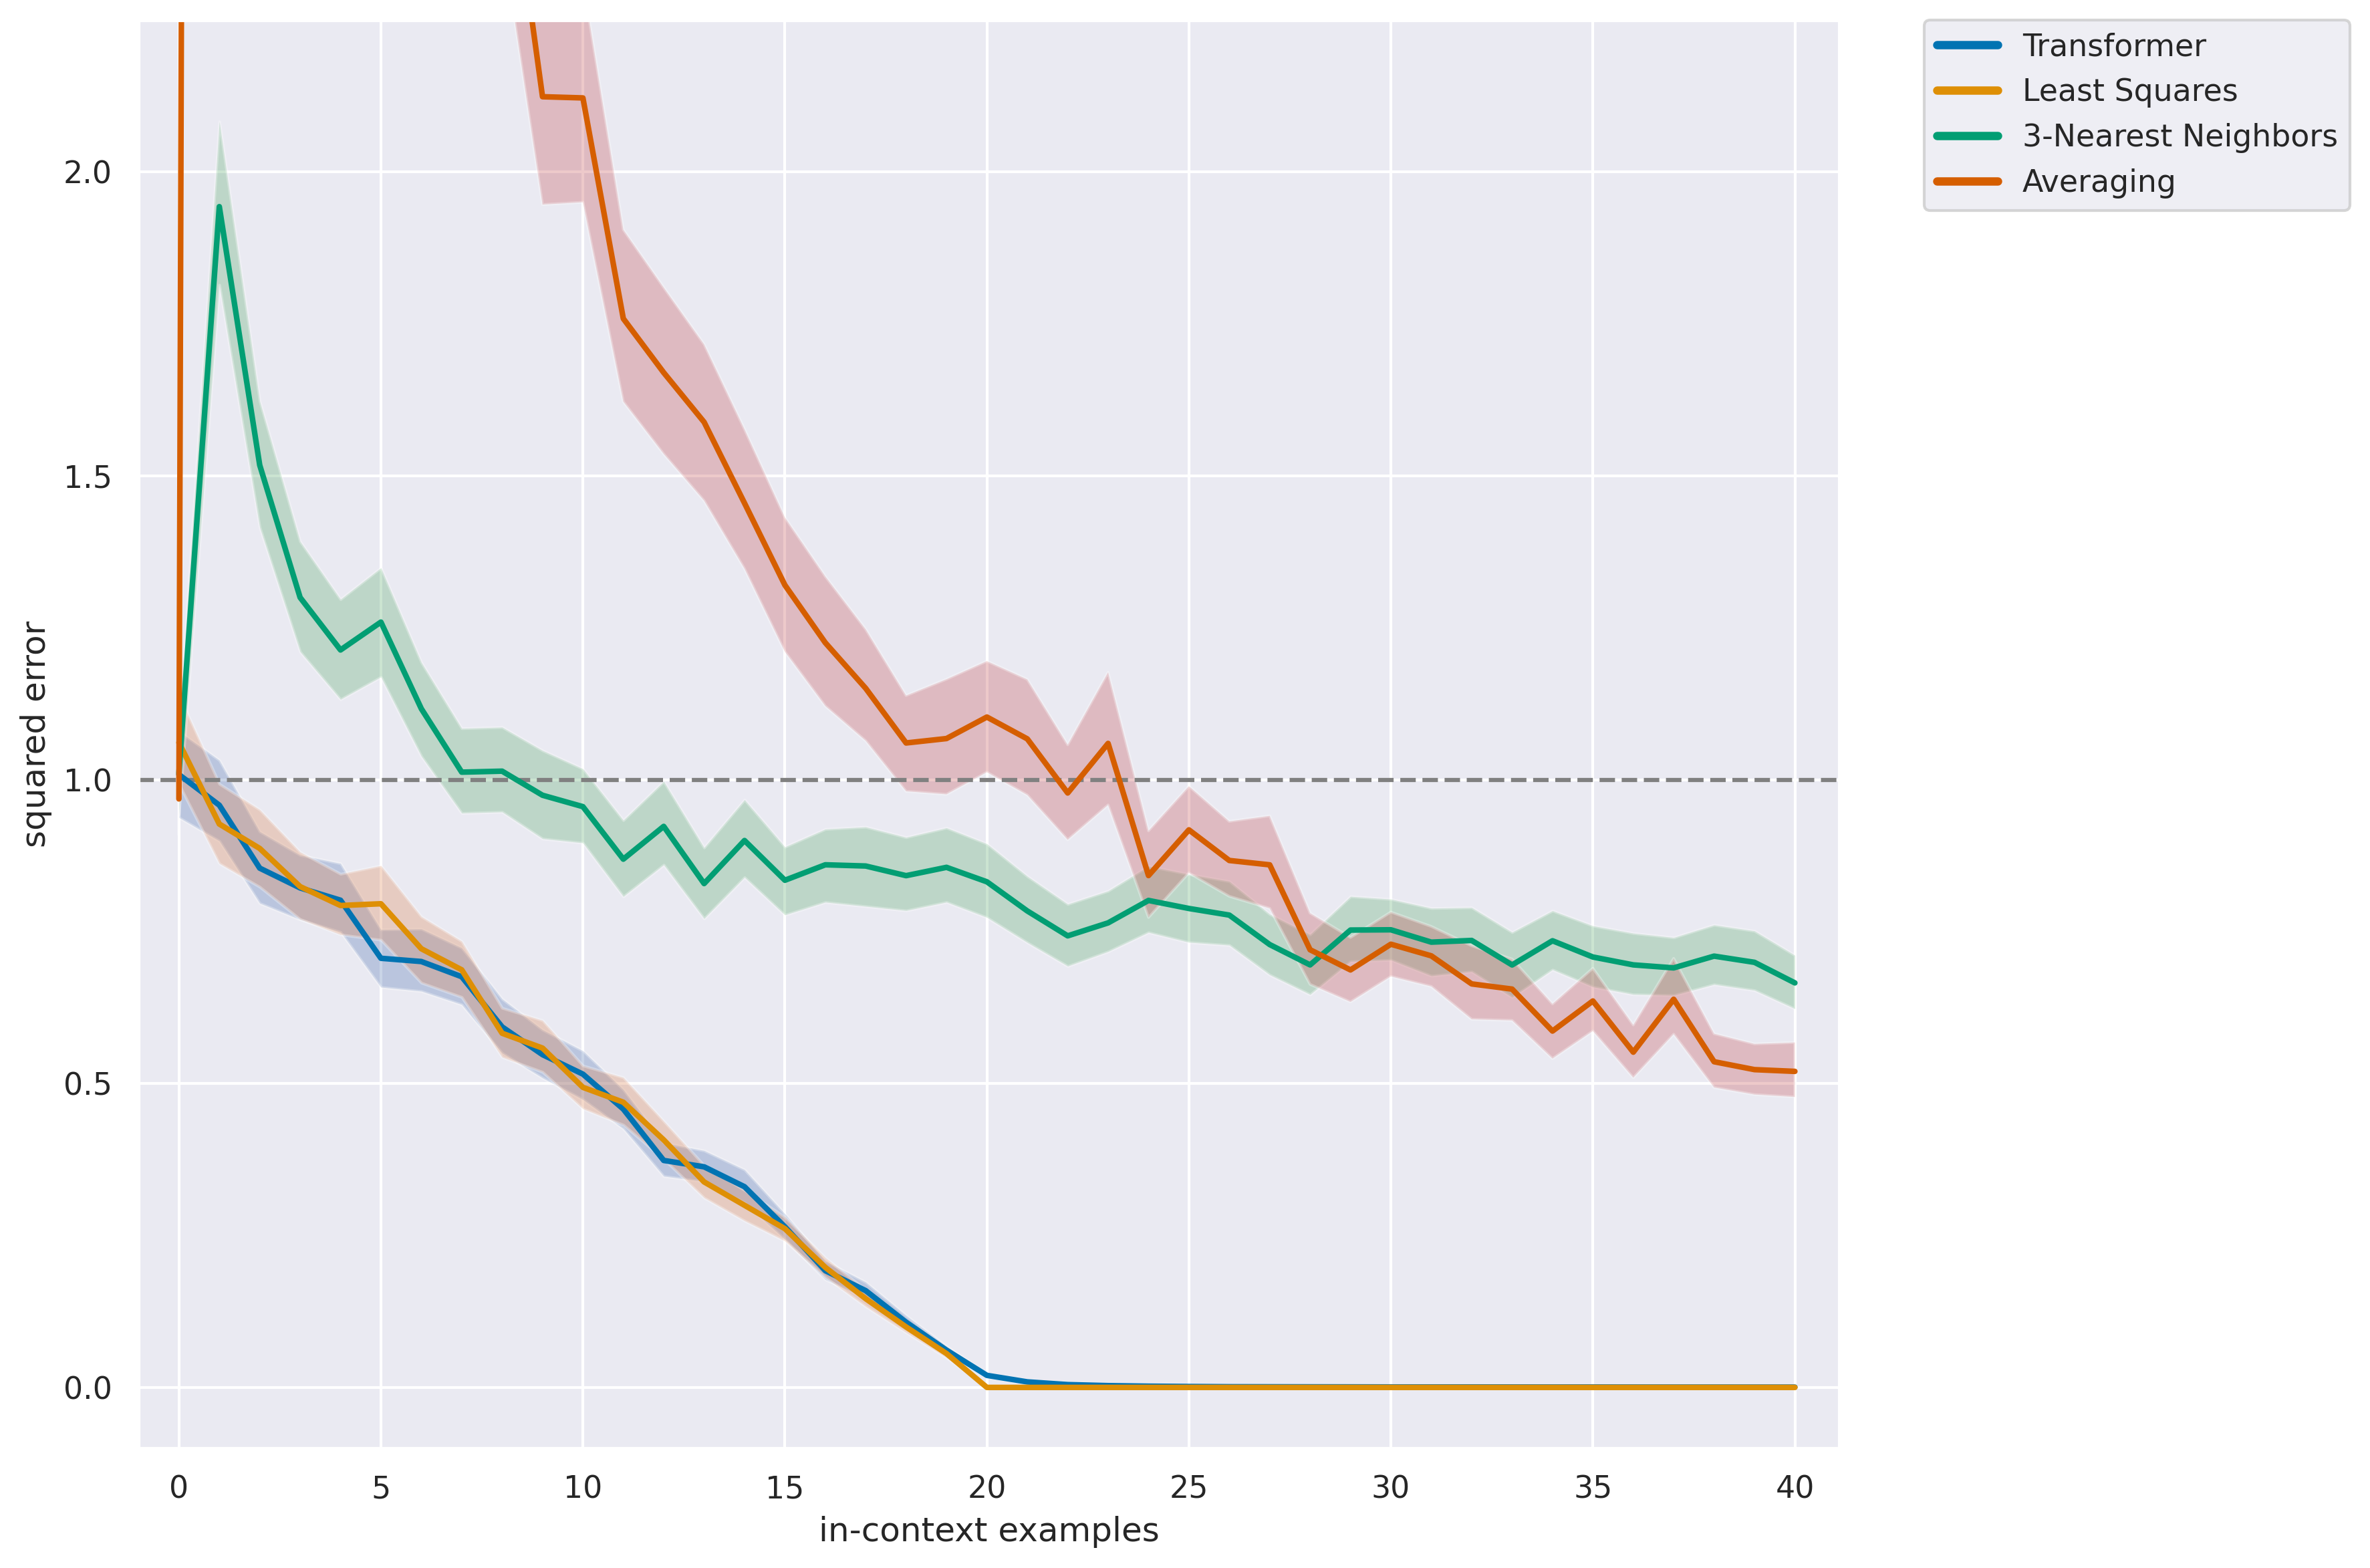 Transformer
Least Squares
3-Nearest Neighbors
Averaging
2.0
1.5
1.0
0.5
0.0
squared error
0 5 10 15 20 25 30 35 40
in-context examples